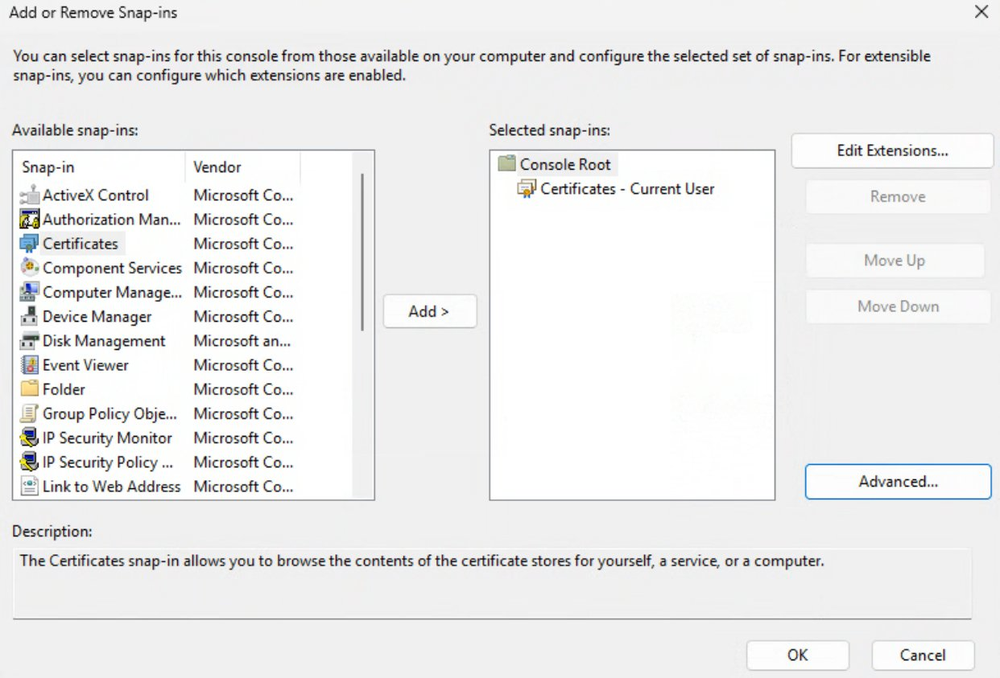 Add or Remove Snap-ins
You can select snap-ins for this console from those available on your computer and configure the selected set of snap-ins. For extensible
snap-ins, you can configure which extensions are enabled.
Available snap-ins:
Snap-in Vendor
ActiveX Control Microsoft Co...
Authorization Man... Microsoft Co...
Certificates Microsoft Co...
Component Services Microsoft Co...
Computer Manage... Microsoft Co...
Device Manager Microsoft Co...
Disk Management Microsoft an...
Event Viewer Microsoft Co...
Folder Microsoft Co...
Group Policy Obje... Microsoft Co...
IP Security Monitor Microsoft Co...
IP Security Policy ... Microsoft Co...
Link to Web Address Microsoft Co...
Add >
Selected snap-ins:
Console Root
Certificates - Current User
Edit Extensions...
Remove
Move Up
Move Down
Advanced...
Description:
The Certificates snap-in allows you to browse the contents of the certificate stores for yourself, a service, or a computer.
OK
Cancel